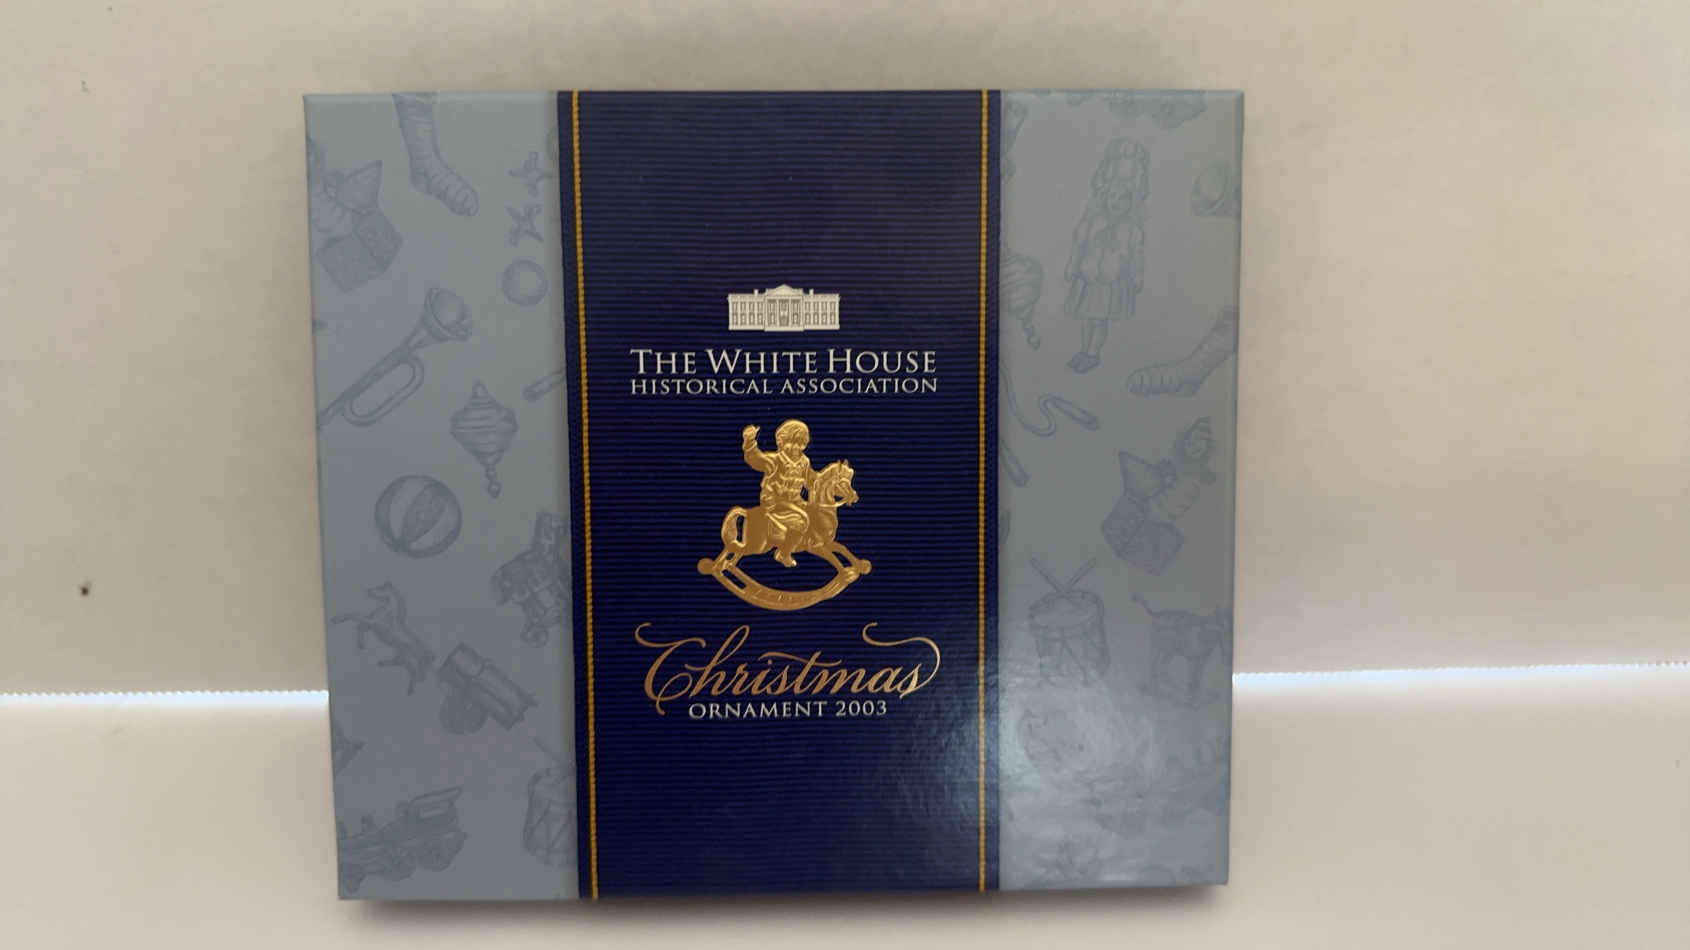 THE WHITE HOUSE
HISTORICAL ASSOCIATION
Christmas
ORNAMENT 2003